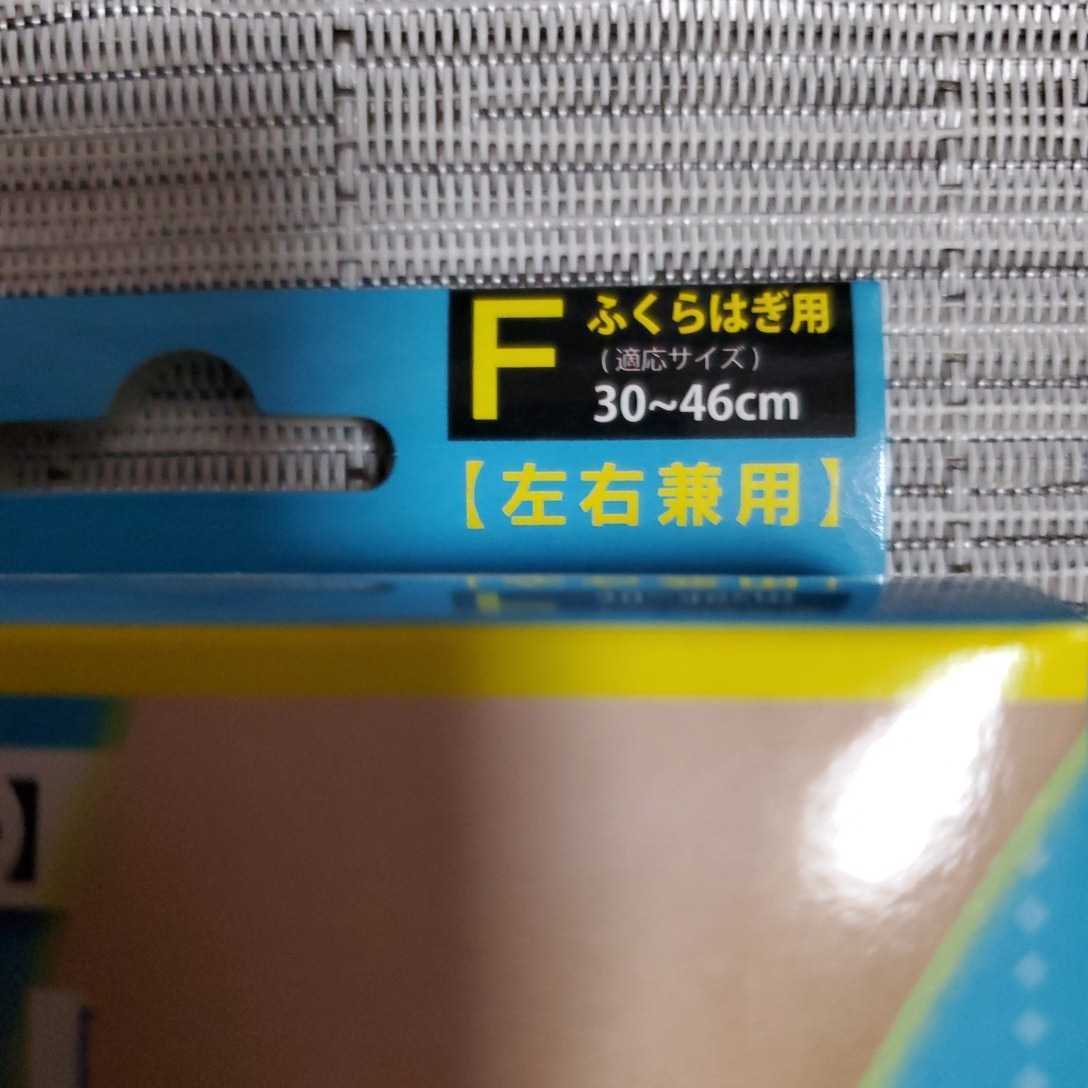 F
ふくらはぎ用
(適応サイズ)
30~46cm
【左右兼用】
】